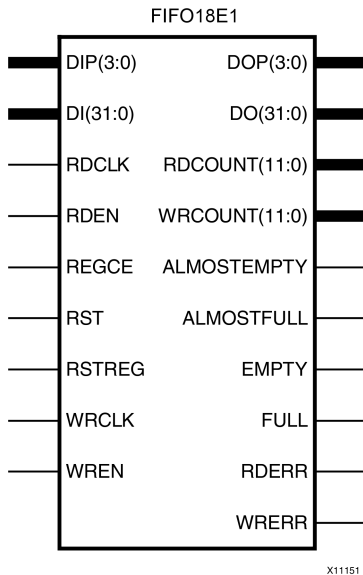 FIFO18E1
DIP(3:0) DOP(3:0)
DI(31:0) DO(31:0)
RDCLK RDCOUNT(11:0)
RDEN WRCOUNT(11:0)
REGCE ALMOSTEMPTY
RST ALMOSTFULL
RSTREG EMPTY
WRCLK FULL
WREN RDERR
WRERR
X11151